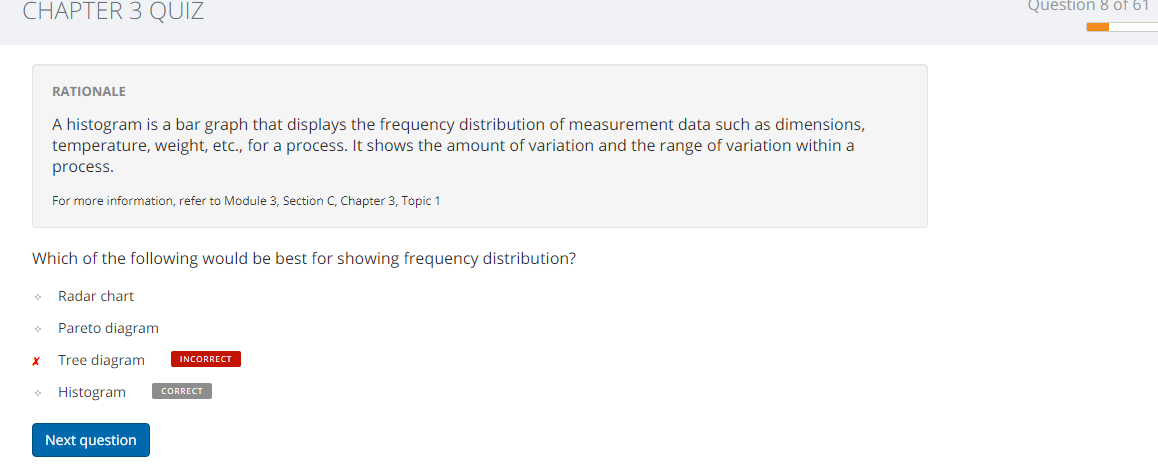 CHAPTER 3 QUIZ
Question 8 of 61
RATIONALE
A histogram is a bar graph that displays the frequency distribution of measurement data such as dimensions,
temperature, weight, etc., for a process. It shows the amount of variation and the range of variation within a
process.
For more information, refer to Module 3, Section C, Chapter 3, Topic 1
Which of the following would be best for showing frequency distribution?
Radar chart
Pareto diagram
Tree diagram INCORRECT
Histogram CORRECT
Next question